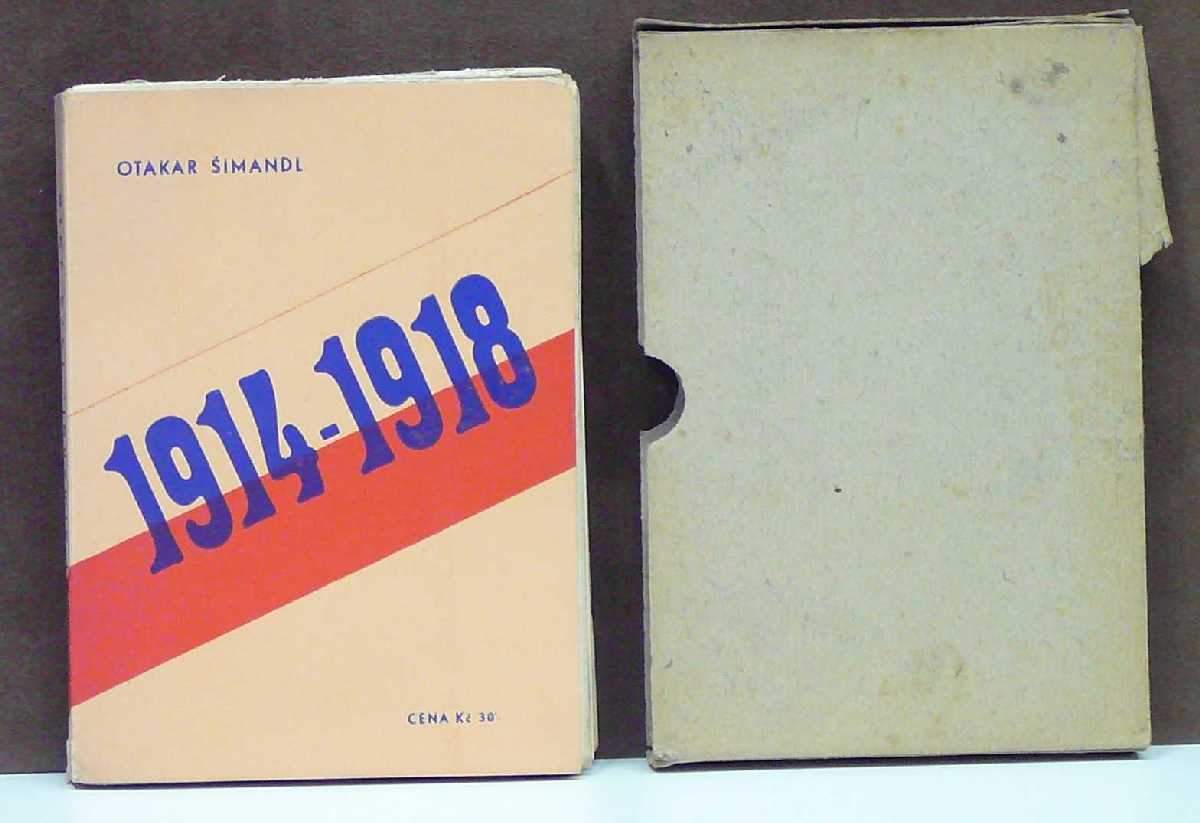 OTAKAR ŠIMANDL
1914-1918
CENA Kč 30·